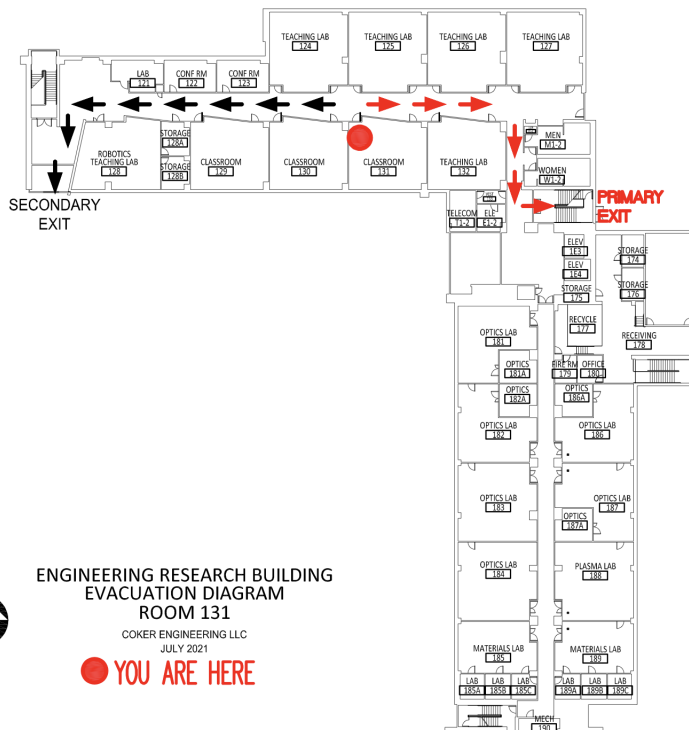 TEACHING LAB
124
TEACHING LAB
125
TEACHING LAB
126
TEACHING LAB
127
LAB
121
CONF RM
122
CONF RM
123
ROBOTICS
TEACHING LAB
128
STORAGE
128A
STORAGE
128B
CLASSROOM
129
CLASSROOM
130
CLASSROOM
131
TEACHING LAB
132
MEN
M1-2
WOMEN
W1-2
SECONDARY
EXIT
PRIMARY
EXIT
TELECOM
T1-2
ELE
E1-2
ELEV
1E3
ELEV
1E4
STORAGE
174
STORAGE
175
STORAGE
176
RECYCLE
177
RECEIVING
178
OPTICS LAB
181
OPTICS
181A
FIRE RM
179
OFFICE
180
OPTICS
182A
OPTICS
186A
OPTICS LAB
182
OPTICS LAB
186
OPTICS LAB
183
OPTICS LAB
187
OPTICS
187A
OPTICS LAB
184
PLASMA LAB
188
MATERIALS LAB
185
MATERIALS LAB
189
LAB
185A
LAB
185B
LAB
185C
LAB
189A
LAB
189B
LAB
189C
MECH
190
ENGINEERING RESEARCH BUILDING
EVACUATION DIAGRAM
ROOM 131
COKER ENGINEERING LLC
JULY 2021
YOU ARE HERE